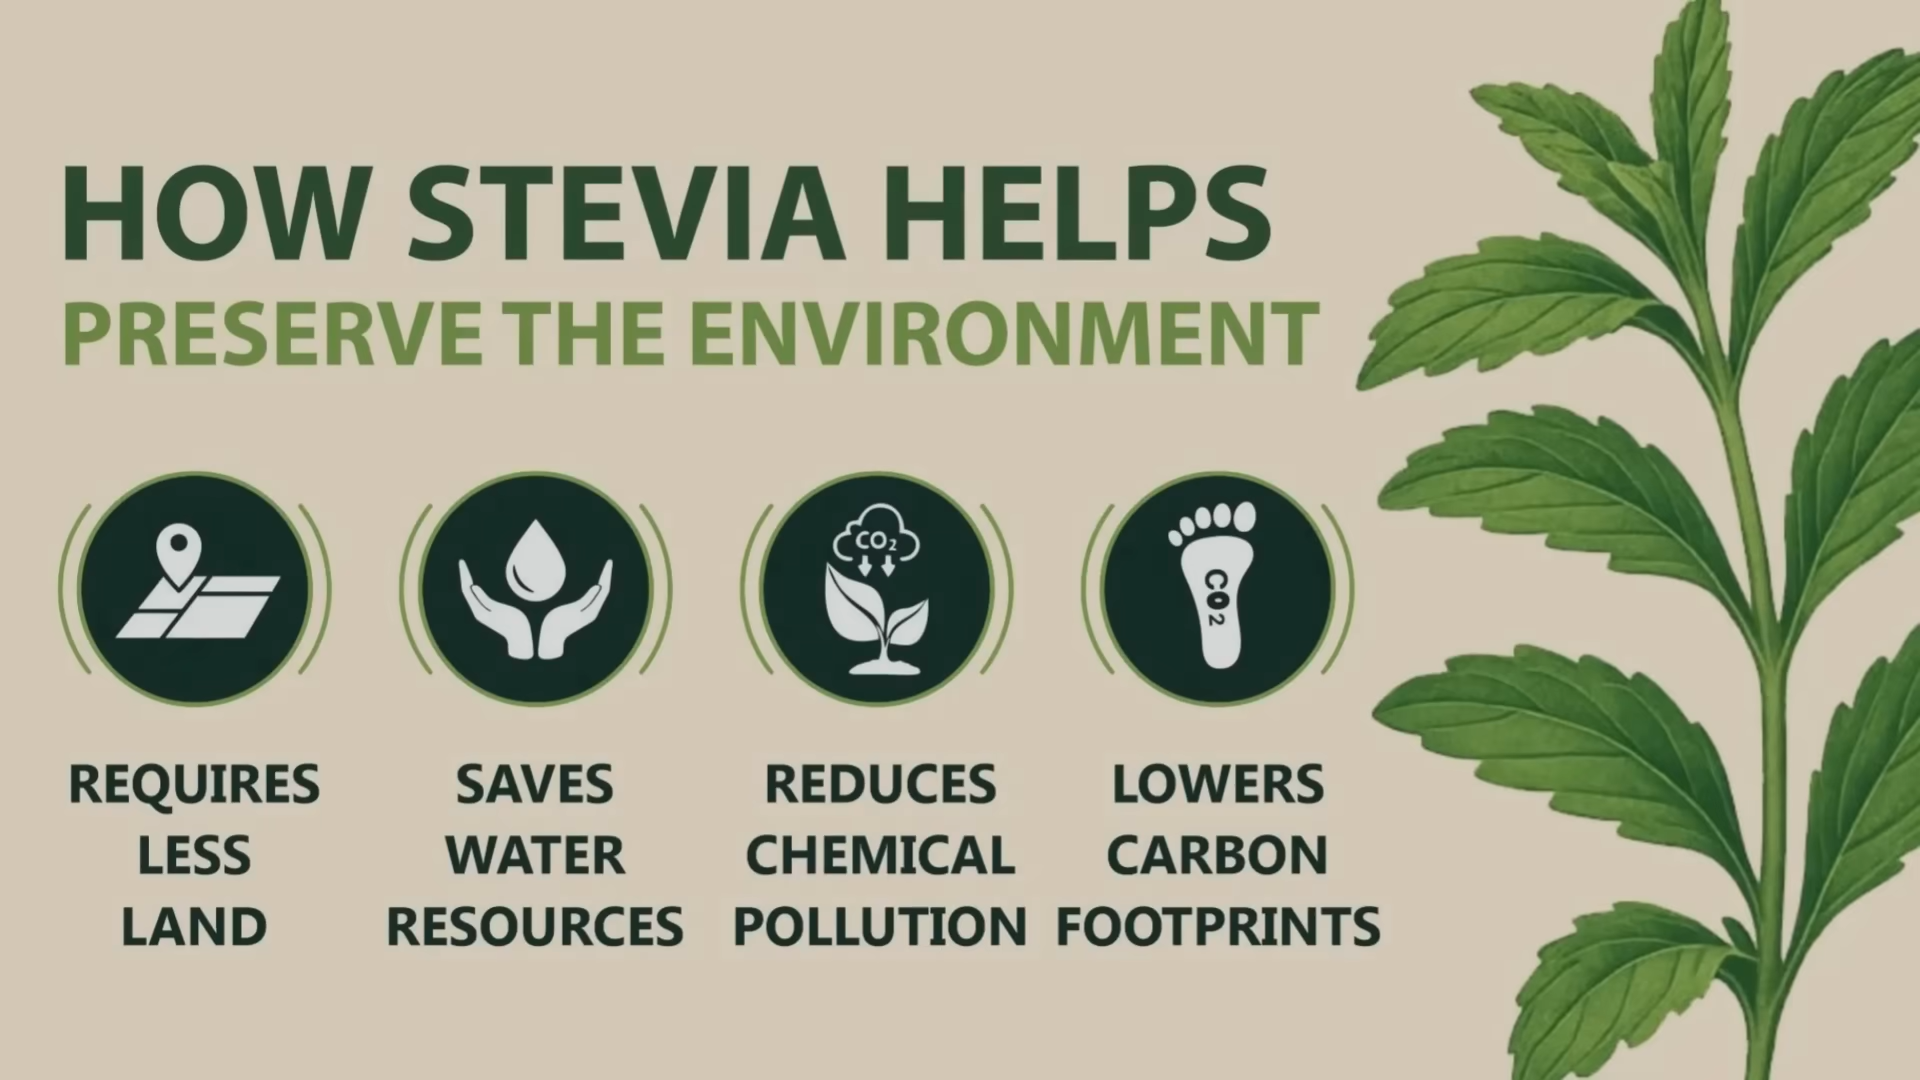 HOW STEVIA HELPS
PRESERVE THE ENVIRONMENT
CO₂
CO₂
REQUIRES
LESS
LAND
SAVES
WATER
RESOURCES
REDUCES
CHEMICAL
POLLUTION
LOWERS
CARBON
FOOTPRINTS